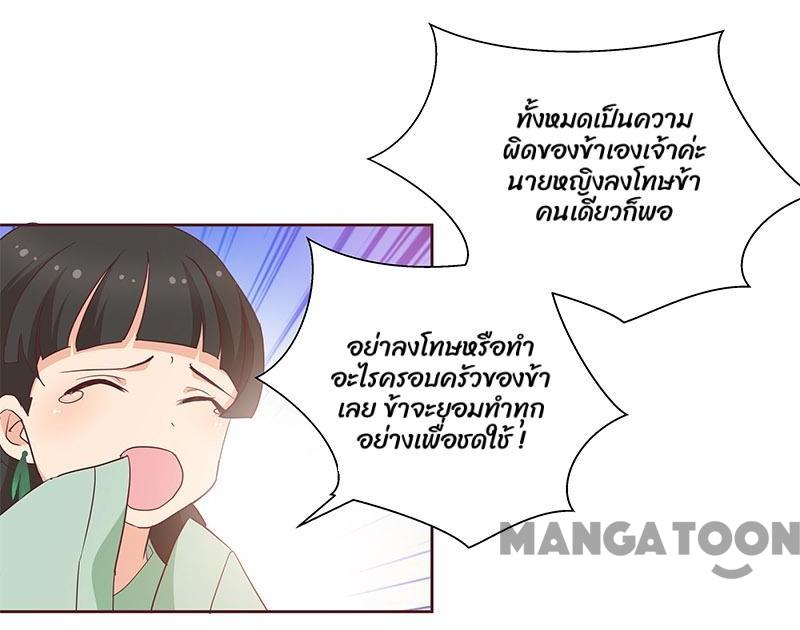 ทั้งหมดเป็นความ
ผิดของข้าเองเจ้าค่ะ
นายหญิงลงโทษข้า
คนเดียวก็พอ
อย่าลงโทษหรือทำ
อะไรครอบครัวของข้า
เลย ข้าจะยอมทำทุก
อย่างเพื่อชดใช้ !
MANGATOON